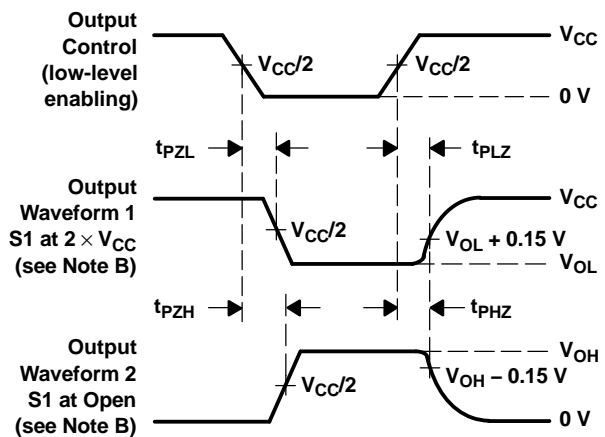 Output
Control
(low-level
enabling)
VCC/2
VCC/2
VCC
0 V
tPZL
tPLZ
Output
Waveform 1
S1 at 2 × VCC
(see Note B)
VCC/2
VCC
VOL + 0.15 V
VOL
tPZH
tPHZ
Output
Waveform 2
S1 at Open
(see Note B)
VCC/2
VOH
VOH – 0.15 V
0 V